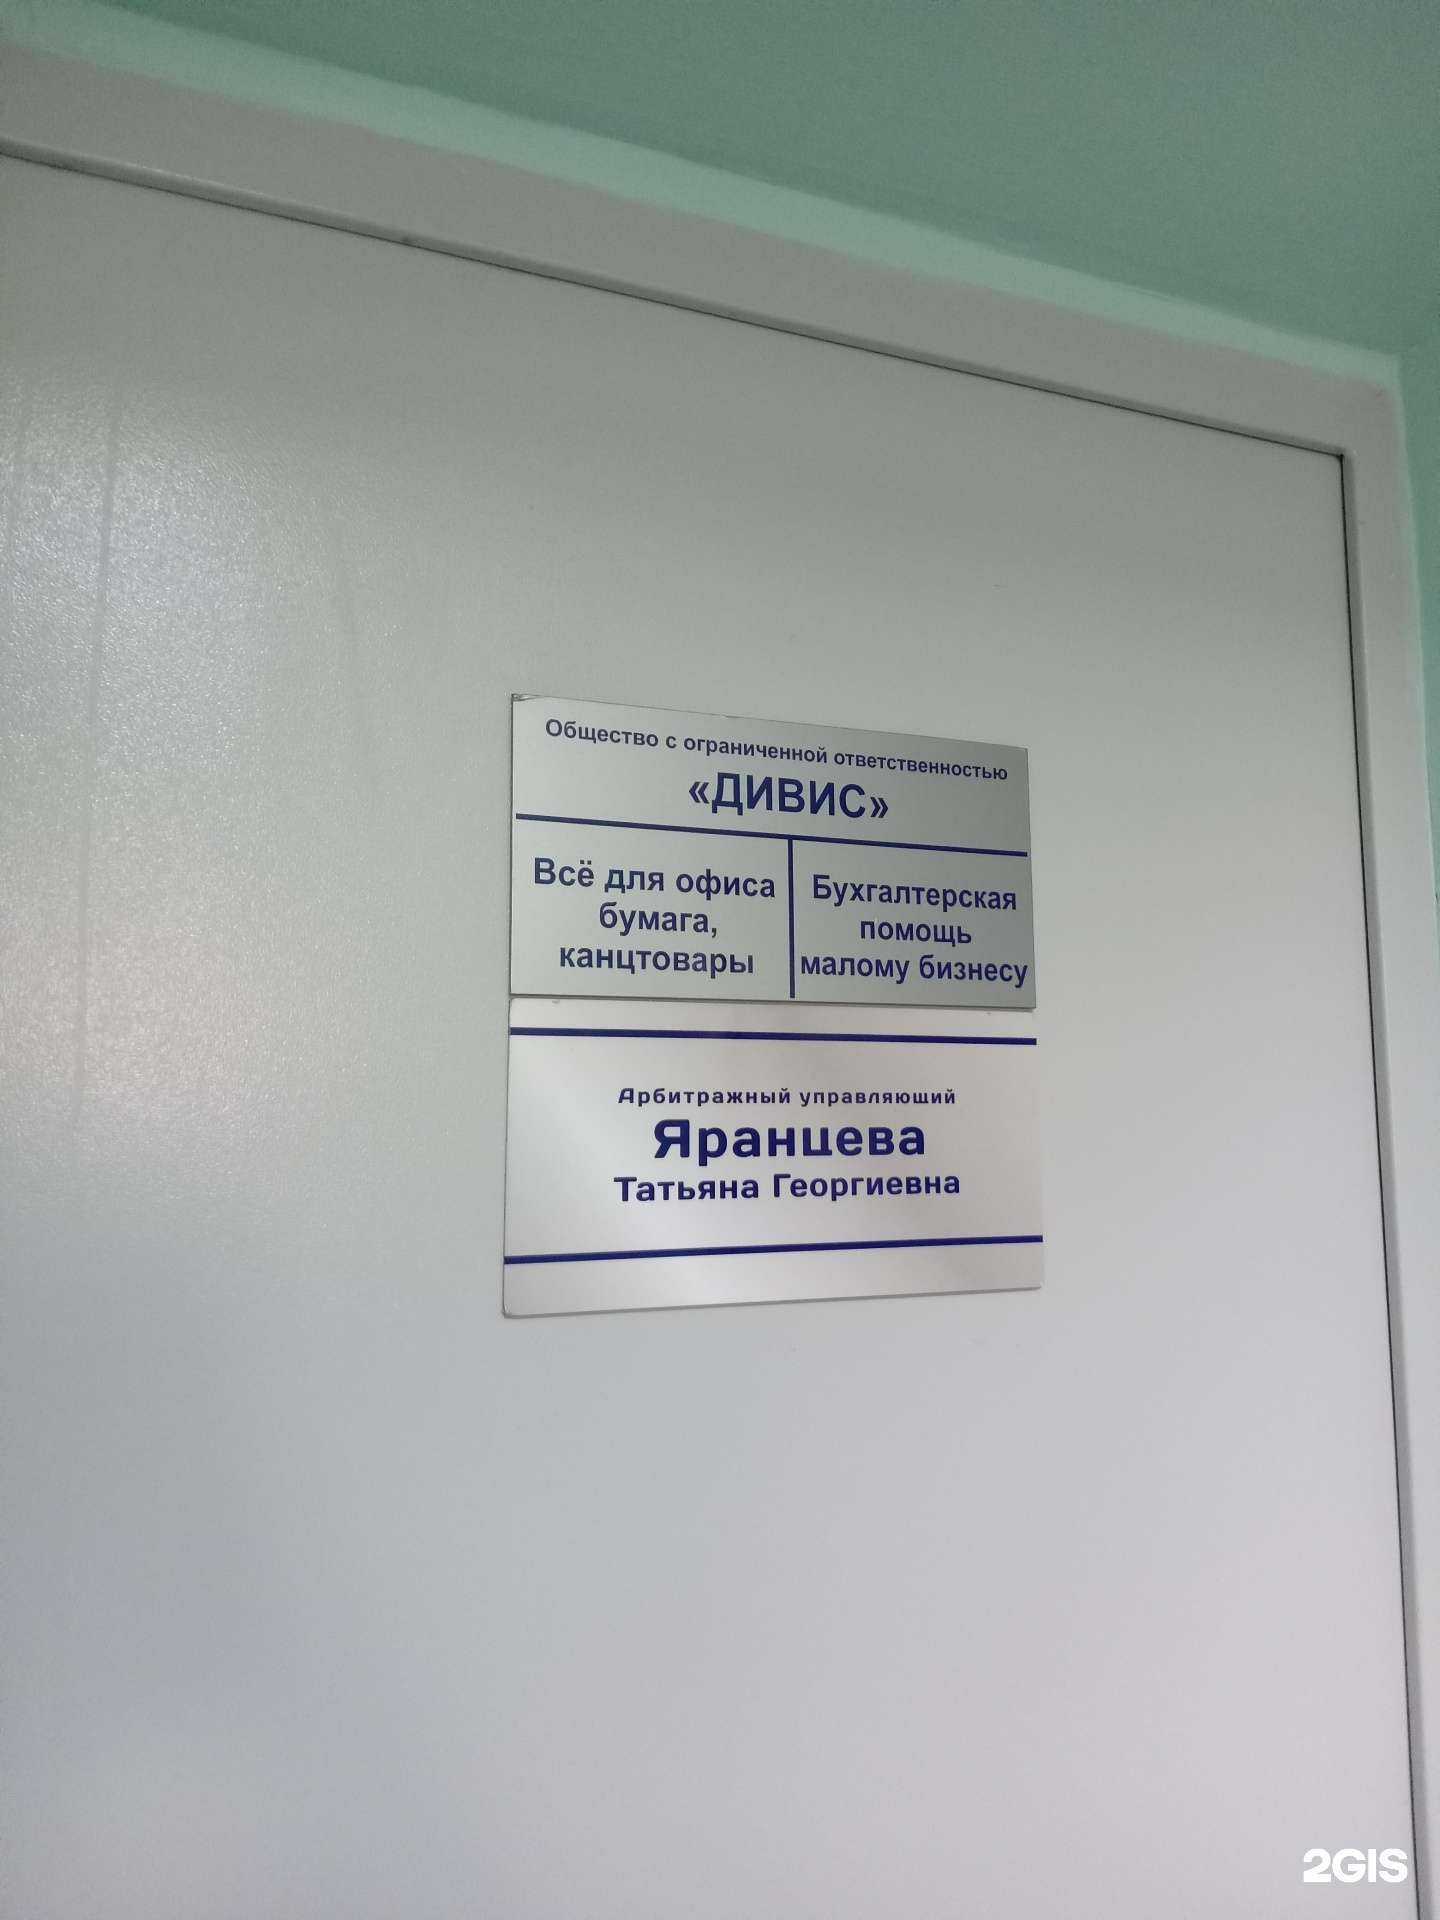 Общество с ограниченной ответственностью
«ДИВИС»
Всё для офиса
бумага,
канцтовары
Бухгалтерская
помощь
малому бизнесу
Арбитражный управляющий
Яранцева
Татьяна Георгиевна
2GIS